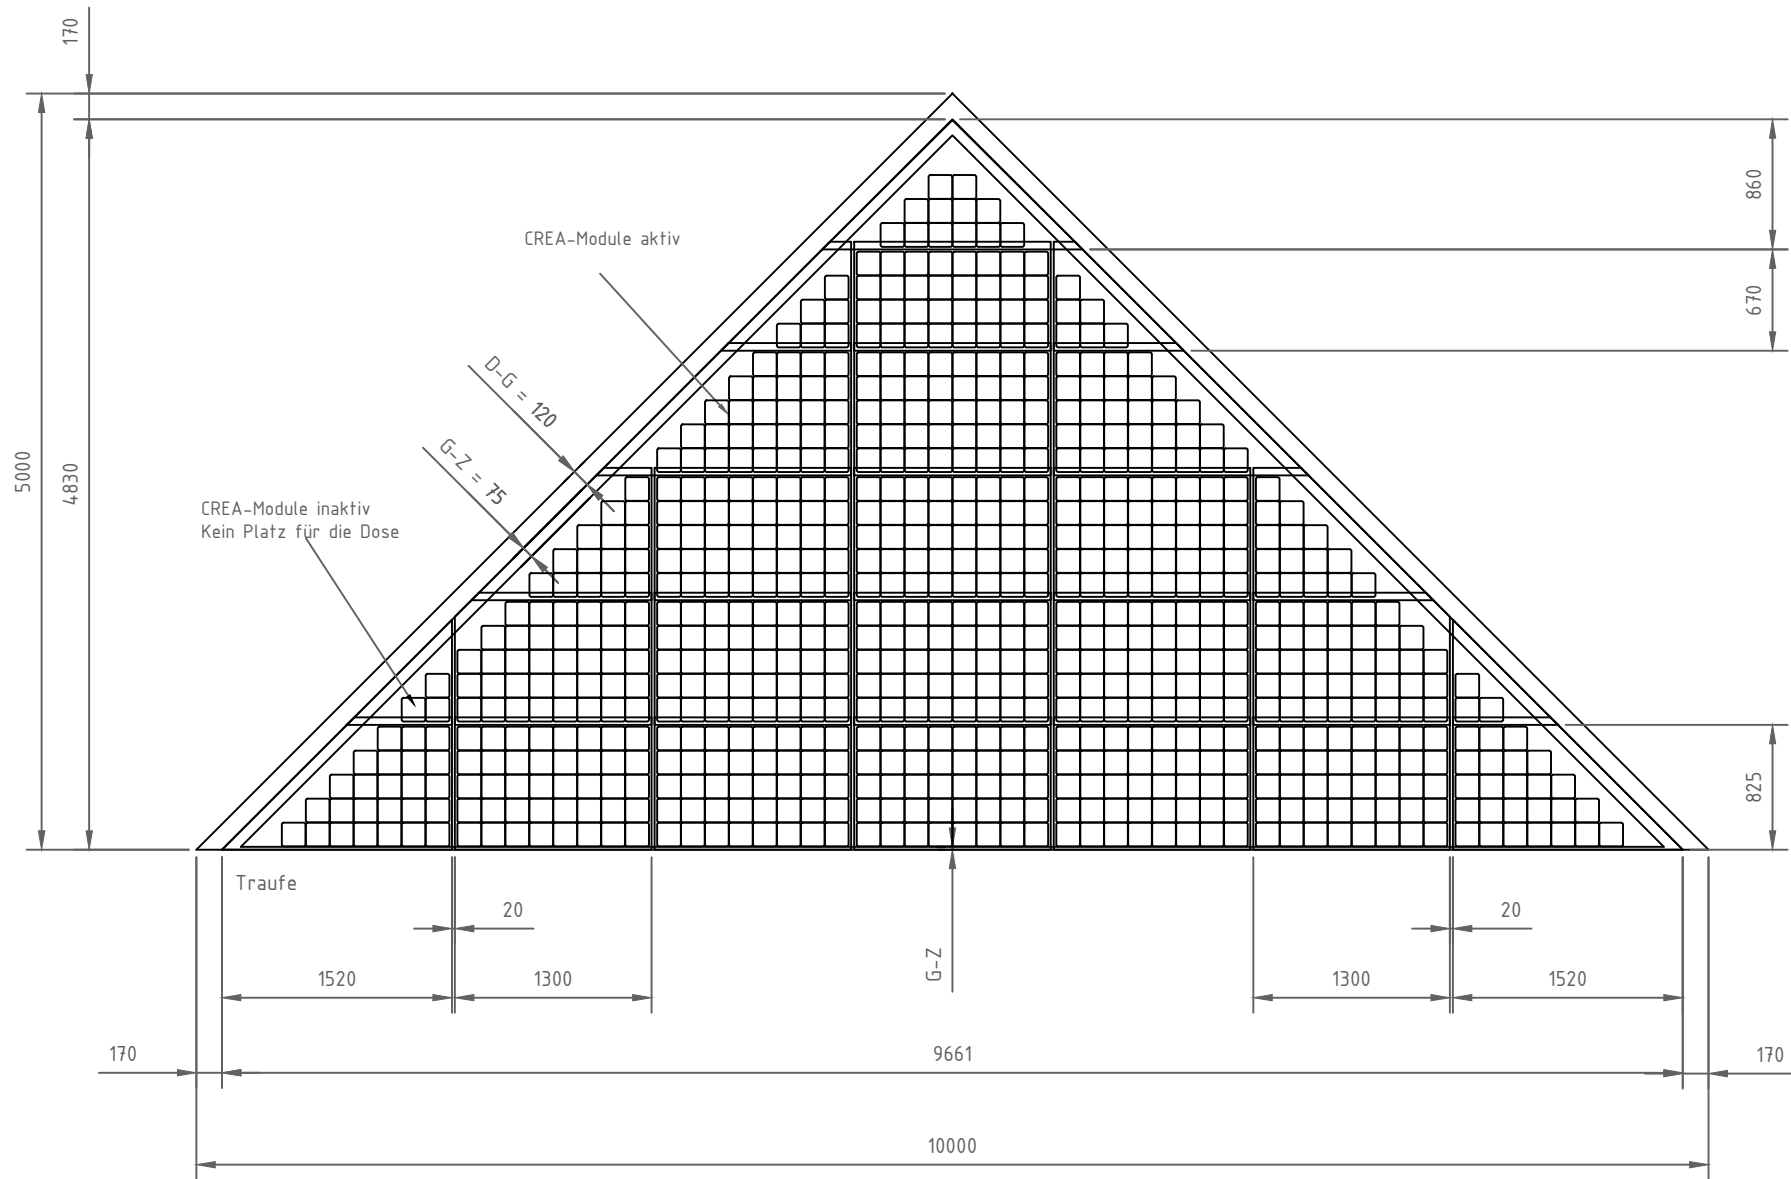 170
860
CREA-Module aktiv
670
D-G = 120
G-Z = 75
5000
4830
CREA-Module inaktiv
Kein Platz für die Dose
825
Traufe
20
20
G-Z
1520
1300
1300
1520
170
9661
170
10000